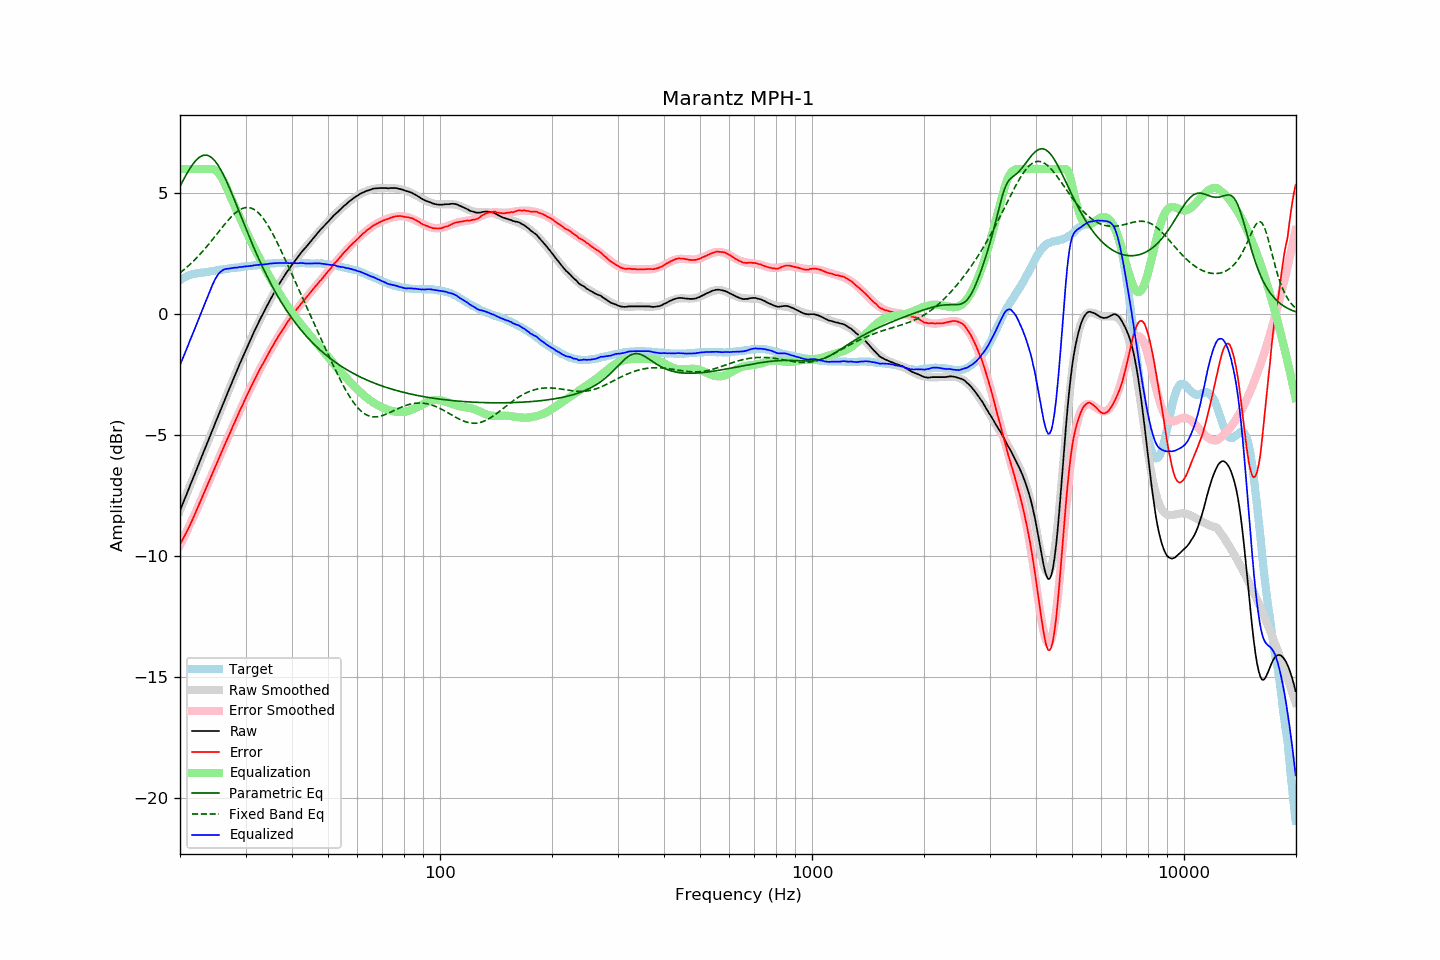 Marantz MPH-1
Amplitude (dBr)
5
0
−5
−10
−15
−20
Target
Raw Smoothed
Error Smoothed
Raw
Error
Equalization
Parametric Eq
Fixed Band Eq
Equalized
100
1000
10000
Frequency (Hz)